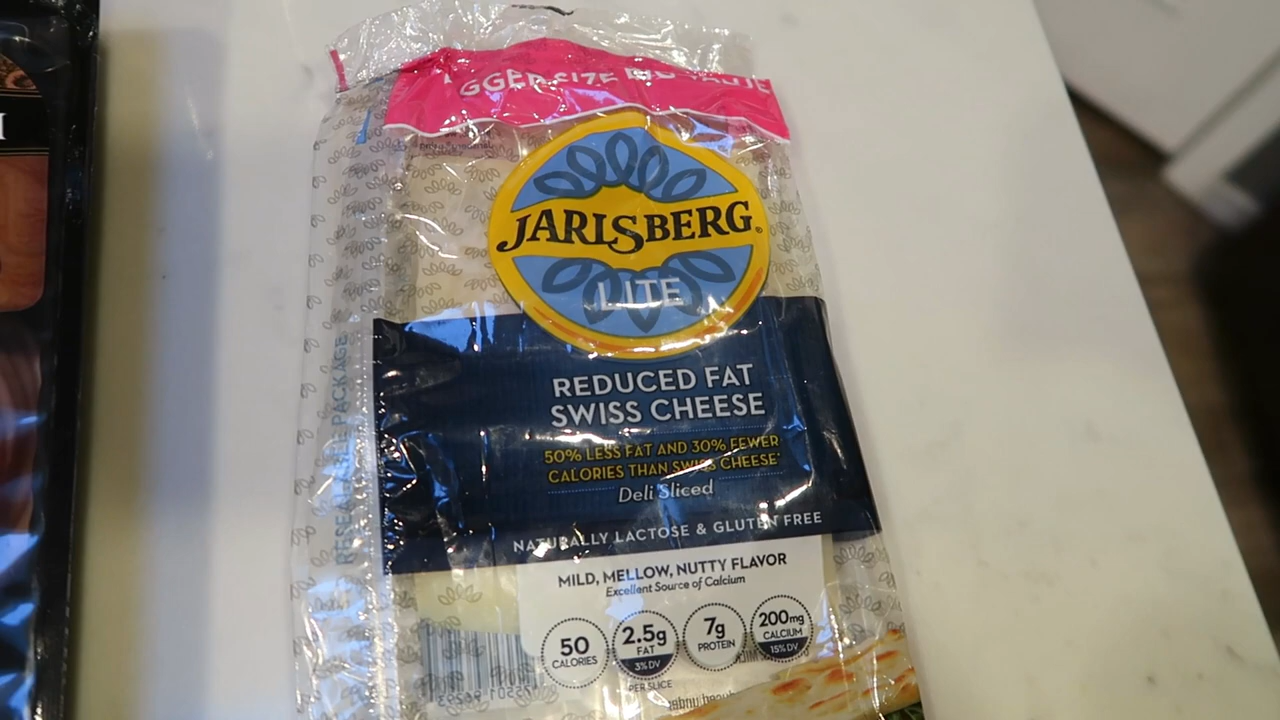 JARLSBERG®
LITE
REDUCED FAT
SWISS CHEESE
50% LESS FAT AND 30% FEWER
CALORIES THAN SWISS CHEESE*
Deli Sliced
NATURALLY LACTOSE & GLUTEN FREE
MILD, MELLOW, NUTTY FLAVOR
Excellent Source of Calcium
50
CALORIES
2.5g
FAT
3% DV
7g
PROTEIN
200mg
CALCIUM
15% DV
PER SLICE
RESEALABLE PACKAGE